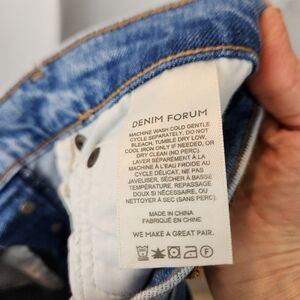 DENIM FORUM
MACHINE WASH COLD GENTLE
CYCLE SEPARATELY, DO NOT
BLEACH, TUMBLE DRY LOW,
COOL IRON ONLY IF NEEDED, OR
DRY CLEAN (NO PERC).
LAVER SÉPARÉMENT À LA
MACHINE À L'EAU FROIDE AU
CYCLE DÉLICAT, NE PAS
JAVELISER, SÉCHER À BASSE
TEMPÉRATURE, REPASSAGE
DOUX SI NÉCESSAIRE, OU
NETTOYER À SEC (SANS PERC).
MADE IN CHINA
FABRIQUÉ EN CHINE
WE MAKE A GREAT PAIR.